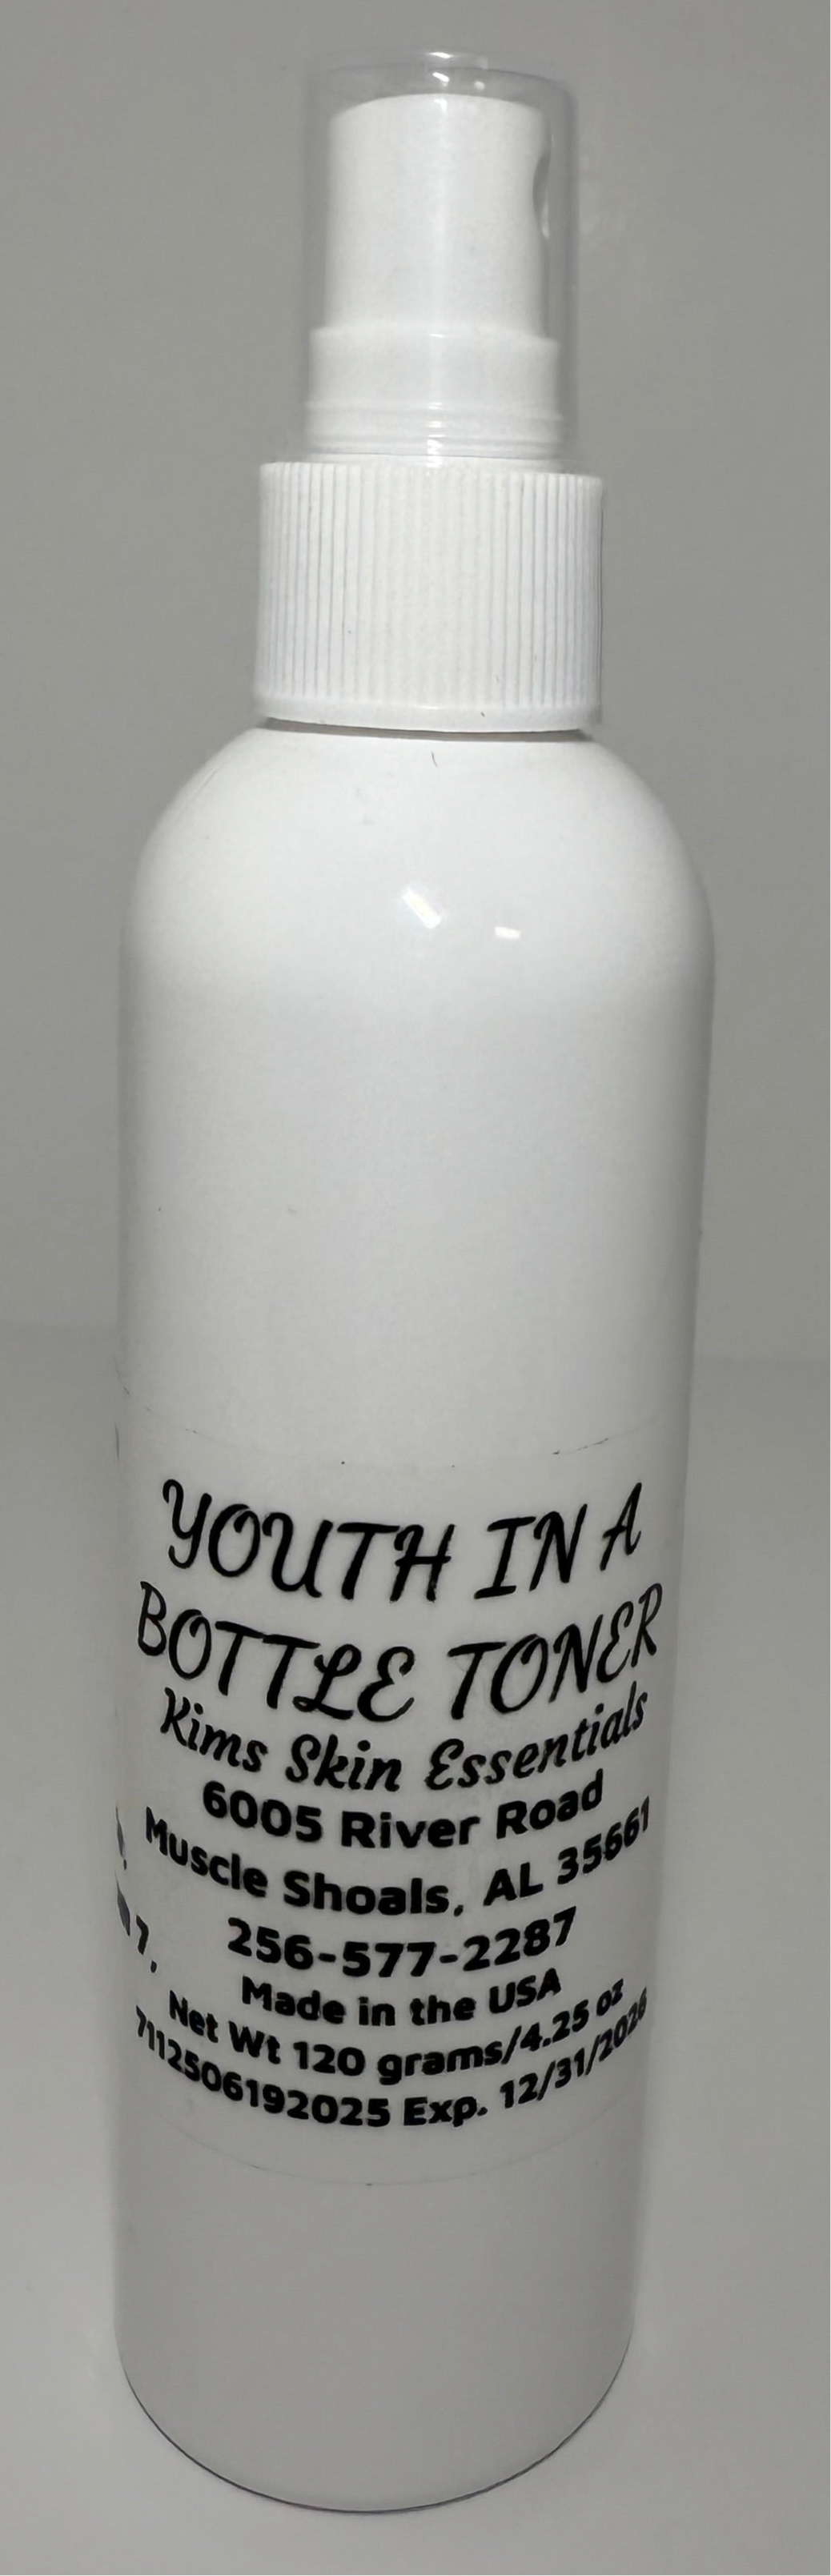 YOUTH IN A
BOTTLE TONER
Kims Skin Essentials
6005 River Road
Muscle Shoals, AL 35661
256-577-2287
Made in the USA
Net Wt 120 grams/4.25 oz
7112506192025 Exp. 12/31/2026
7,